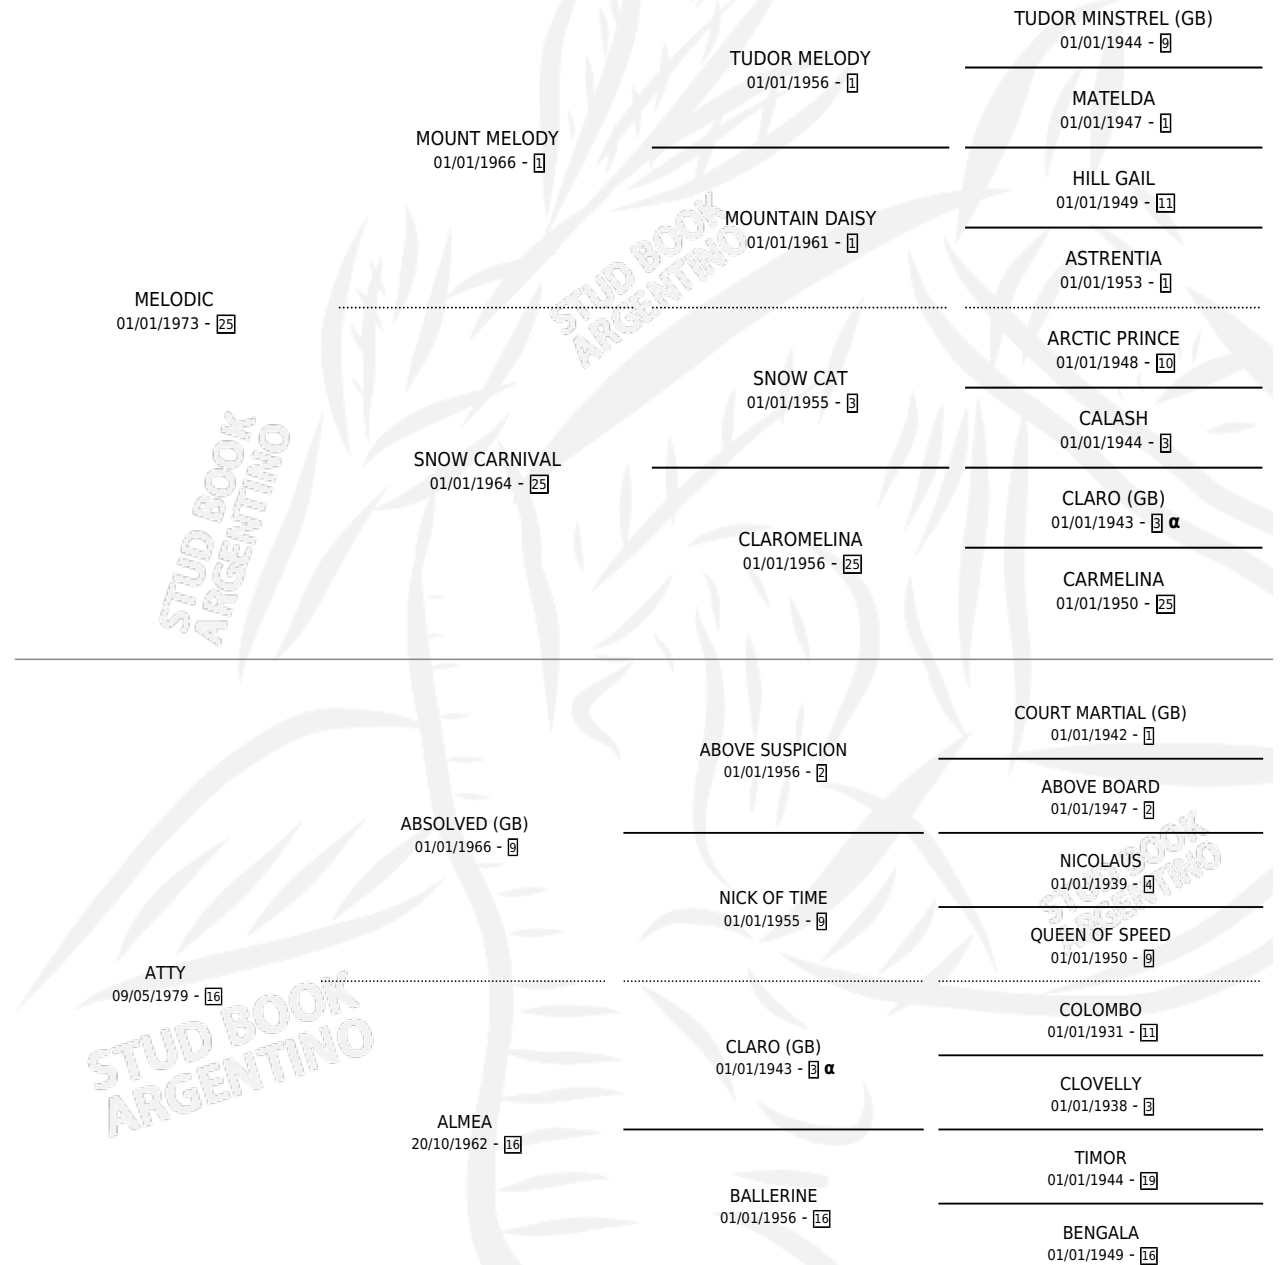 TUDOR MINSTREL (GB)
01/01/1944 - 9
TUDOR MELODY
01/01/1956 - 1
MATELDA
01/01/1947 - 1
MOUNT MELODY
01/01/1966 - 1
HILL GAIL
01/01/1949 - 11
MOUNTAIN DAISY
01/01/1961 - 1
ASTRENTIA
01/01/1953 - 1
MELODIC
01/01/1973 - 25
ARCTIC PRINCE
01/01/1948 - 10
SNOW CAT
01/01/1955 - 3
CALASH
01/01/1944 - 3
SNOW CARNIVAL
01/01/1964 - 25
CLARO (GB)
01/01/1943 - 3 α
CLAROMELINA
01/01/1956 - 25
CARMELINA
01/01/1950 - 25
COURT MARTIAL (GB)
01/01/1942 - 1
ABOVE SUSPICION
01/01/1956 - 2
ABOVE BOARD
01/01/1947 - 2
ABSOLVED (GB)
01/01/1966 - 9
NICOLAUS
01/01/1939 - 4
NICK OF TIME
01/01/1955 - 9
QUEEN OF SPEED
01/01/1950 - 9
ATTY
09/05/1979 - 16
COLOMBO
01/01/1931 - 11
CLARO (GB)
01/01/1943 - 3 α
CLOVELLY
01/01/1938 - 3
ALMEA
20/10/1962 - 16
TIMOR
01/01/1944 - 19
BALLERINE
01/01/1956 - 16
BENGALA
01/01/1949 - 16
STUD BOOK
ARGENTINO
STUD BOOK
ARGENTINO
STUD BOOK
ARGENTINO
STUD BOOK
ARGENTINO